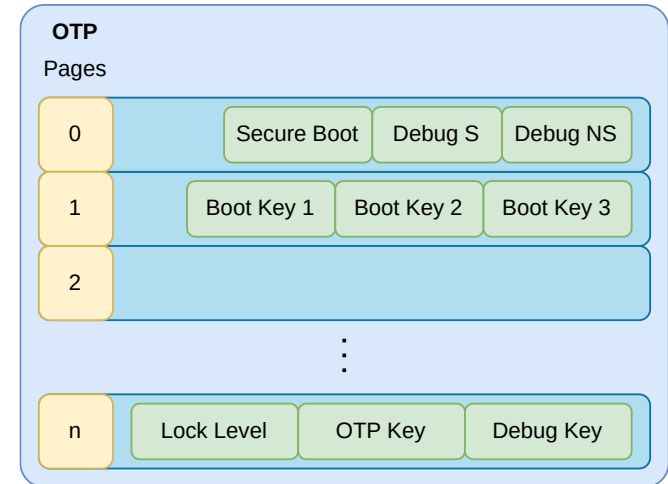 OTP
Pages
0 Secure Boot Debug S Debug NS
1 Boot Key 1 Boot Key 2 Boot Key 3
2
n Lock Level OTP Key Debug Key